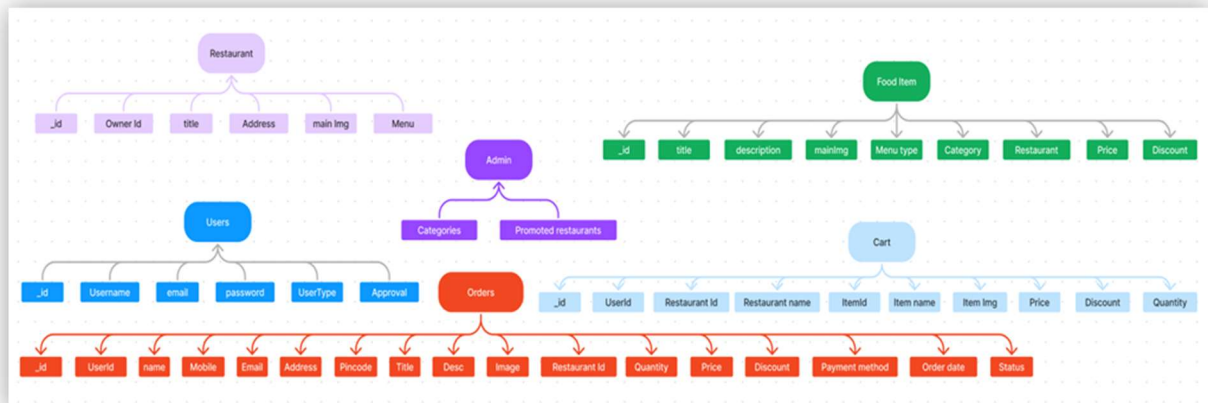 Restaurant
_id Owner Id title Address main Img Menu
Food Item
_id title description mainImg Menu type Category Restaurant Price Discount
Admin
Categories Promoted restaurants
Users
_id Username email password UserType Approval
Cart
_id UserId Restaurant Id Restaurant name ItemId Item name Item Img Price Discount Quantity
Orders
_id UserId name Mobile Email Address Pincode Title Desc Image Restaurant Id Quantity Price Discount Payment method Order date Status